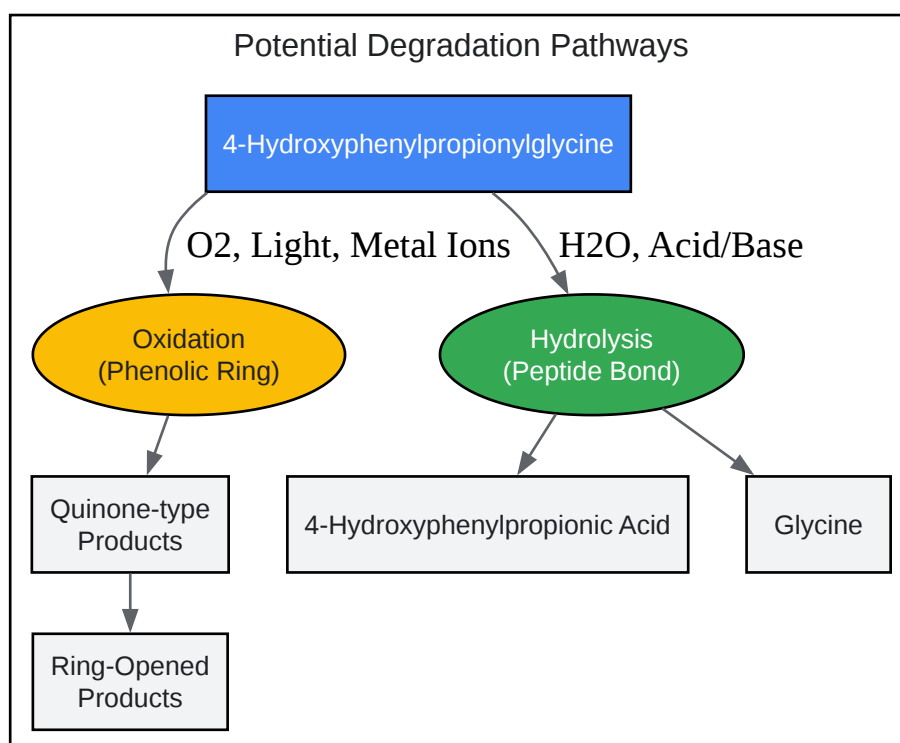 Potential Degradation Pathways
4-Hydroxyphenylpropionylglycine
O2, Light, Metal Ions
H2O, Acid/Base
Oxidation
(Phenolic Ring)
Hydrolysis
(Peptide Bond)
Quinone-type
Products
4-Hydroxyphenylpropionic Acid
Glycine
Ring-Opened
Products